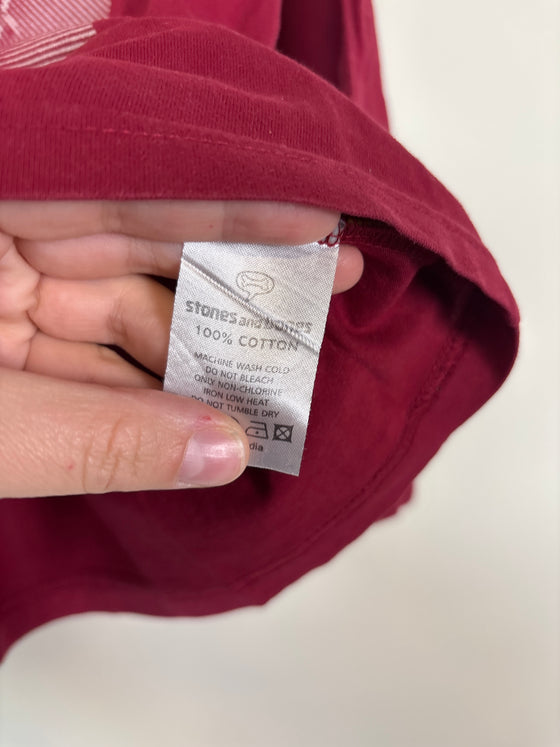 stones and bones
100% COTTON
MACHINE WASH COLD
DO NOT BLEACH
ONLY NON-CHLORINE
IRON LOW HEAT
DO NOT TUMBLE DRY
dia